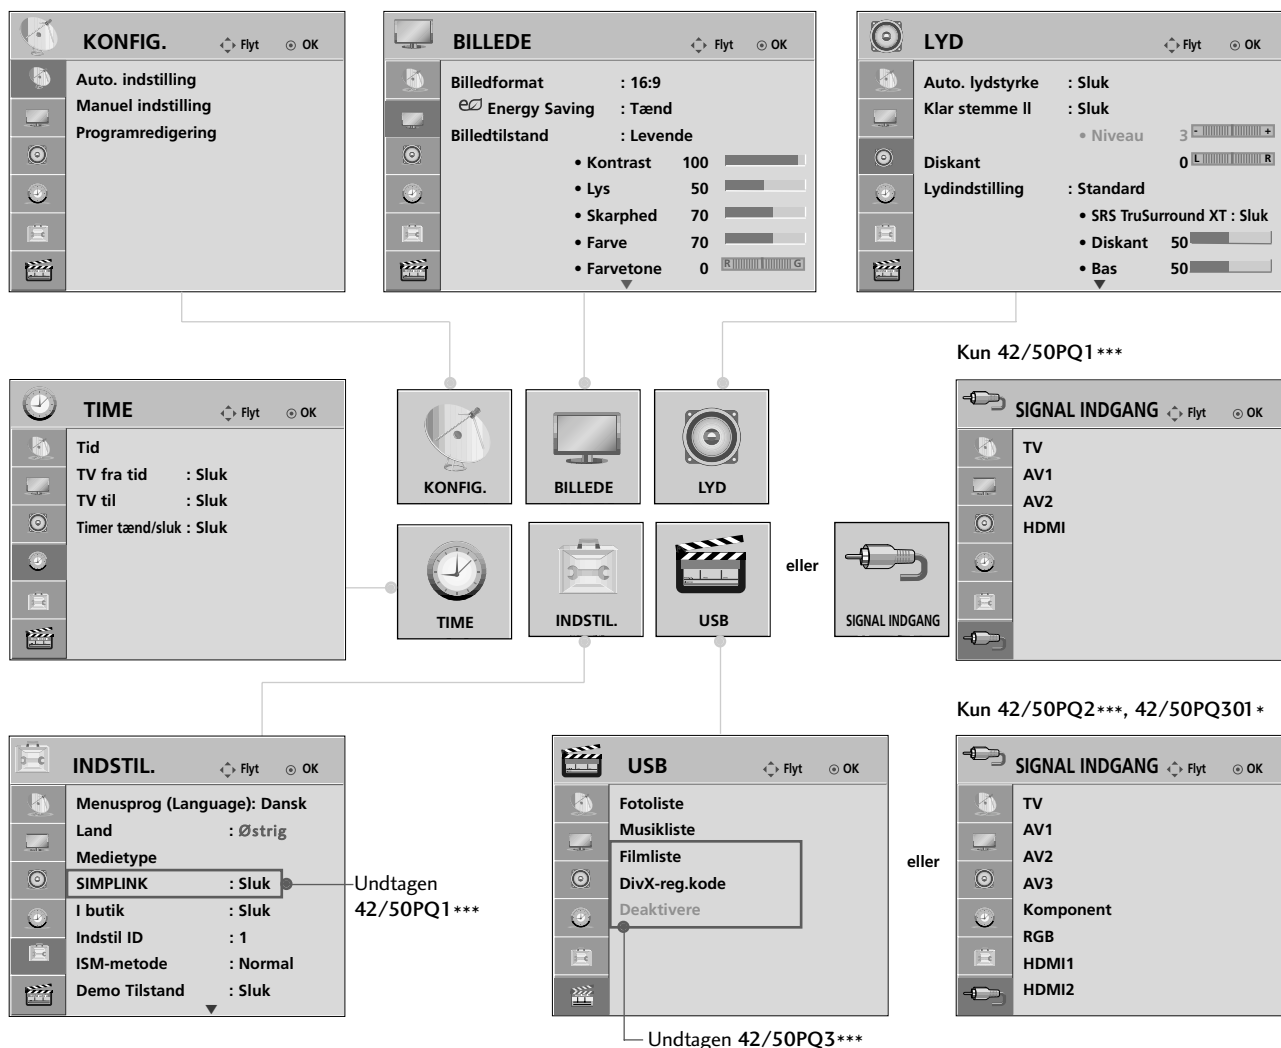 KONFIG. Flyt OK
Auto. indstilling
Manuel indstilling
Programredigering
BILLEDE Flyt OK
Billedformat : 16:9
Energy Saving : Tænd
Billedtilstand : Levende
• Kontrast 100
• Lys 50
• Skarphed 70
• Farve 70
• Farvetone 0 R G
LYD Flyt OK
Auto. lydstyrke : Sluk
Klar stemme ll : Sluk
• Niveau 3 - +
Diskant 0 L R
Lydindstilling : Standard
• SRS TruSurround XT : Sluk
• Diskant 50
• Bas 50
TIME Flyt OK
Tid
TV fra tid : Sluk
TV til : Sluk
Timer tænd/sluk : Sluk
KONFIG.
BILLEDE
LYD
TIME
INDSTIL.
USB
eller
SIGNAL INDGANG
Kun 42/50PQ1***
SIGNAL INDGANG Flyt OK
TV
AV1
AV2
HDMI
INDSTIL. Flyt OK
Menusprog (Language): Dansk
Land : Østrig
Medietype
SIMPLINK : Sluk
I butik : Sluk
Indstil ID : 1
ISM-metode : Normal
Demo Tilstand : Sluk
Undtagen
42/50PQ1***
USB Flyt OK
Fotoliste
Musikliste
Filmliste
DivX-reg.kode
Deaktivere
Undtagen 42/50PQ3***
eller
Kun 42/50PQ2***, 42/50PQ301*
SIGNAL INDGANG Flyt OK
TV
AV1
AV2
AV3
Komponent
RGB
HDMI1
HDMI2